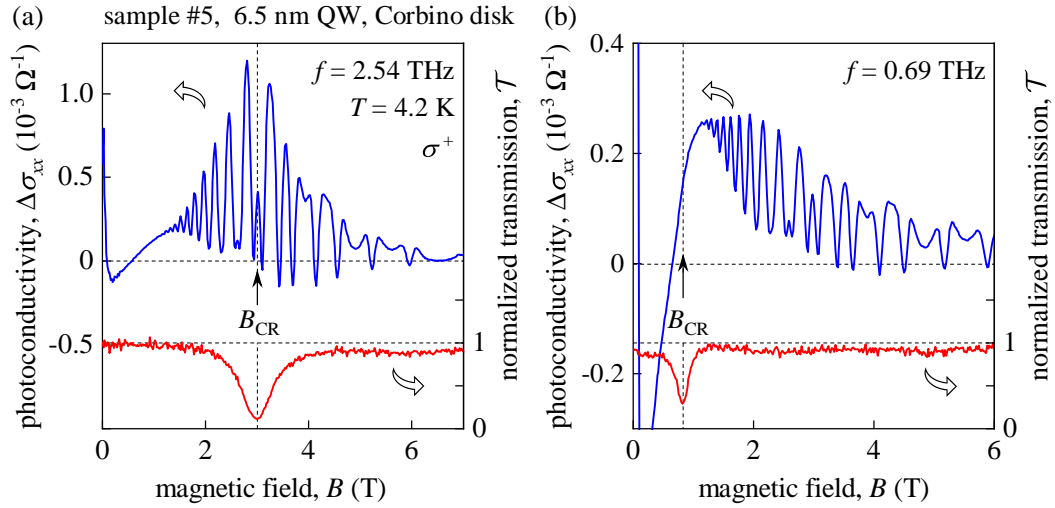 (a) sample #5, 6.5 nm QW, Corbino disk
(b)
f = 2.54 THz
T = 4.2 K
σ⁺
photoconductivity, Δσxx (10⁻³ Ω⁻¹)
1.0
0.5
0
-0.5
BCR
normalized transmission, 𝒯
1
0
0 2 4 6
magnetic field, B (T)
f = 0.69 THz
photoconductivity, Δσxx (10⁻³ Ω⁻¹)
0.4
0.2
0
-0.2
BCR
normalized transmission, 𝒯
1
0
0 2 4 6
magnetic field, B (T)